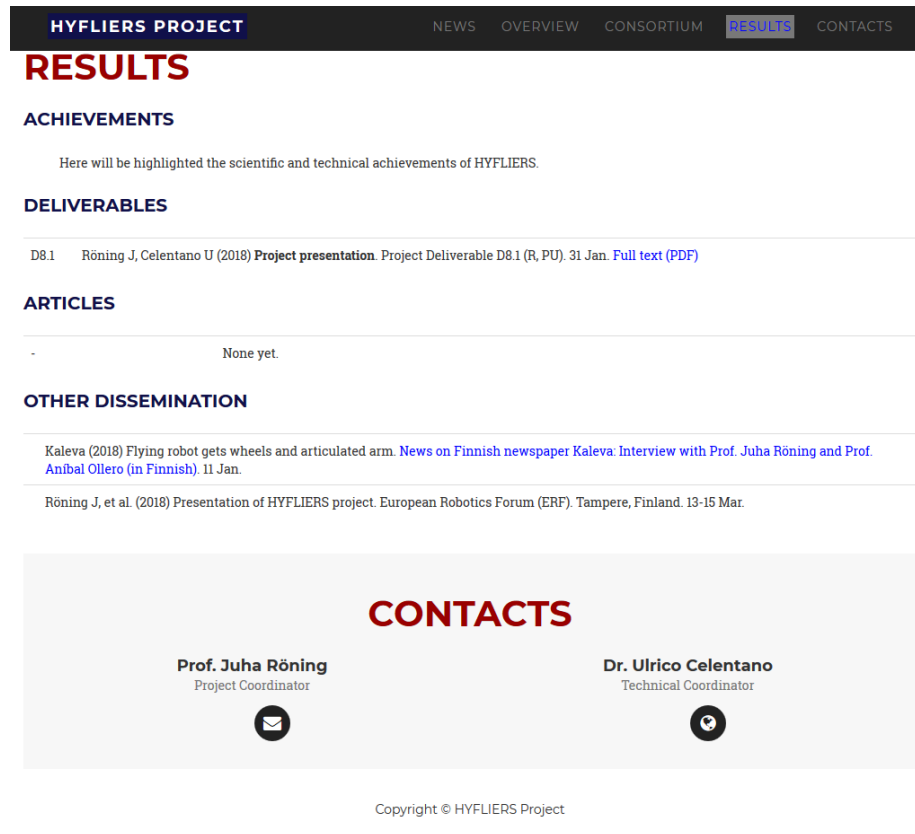 HYFLIERS PROJECT NEWS OVERVIEW CONSORTIUM RESULTS CONTACTS
RESULTS
ACHIEVEMENTS
Here will be highlighted the scientific and technical achievements of HYFLIERS.
DELIVERABLES
D8.1 Röning J, Celentano U (2018) Project presentation. Project Deliverable D8.1 (R, PU). 31 Jan. Full text (PDF)
ARTICLES
- None yet.
OTHER DISSEMINATION
Kaleva (2018) Flying robot gets wheels and articulated arm. News on Finnish newspaper Kaleva: Interview with Prof. Juha Röning and Prof.
Aníbal Ollero (in Finnish). 11 Jan.
Röning J, et al. (2018) Presentation of HYFLIERS project. European Robotics Forum (ERF). Tampere, Finland. 13-15 Mar.
CONTACTS
Prof. Juha Röning Dr. Ulrico Celentano
Project Coordinator Technical Coordinator
Copyright © HYFLIERS Project